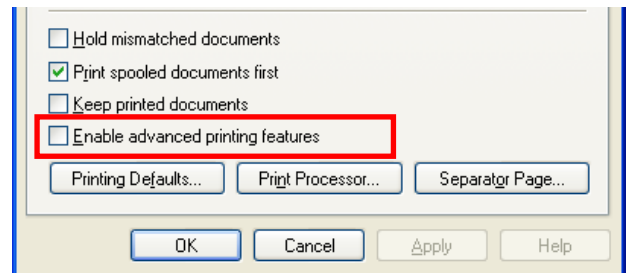 Hold mismatched documents
Print spooled documents first
Keep printed documents
Enable advanced printing features
Printing Defaults... Print Processor... Separator Page...
OK Cancel Apply Help